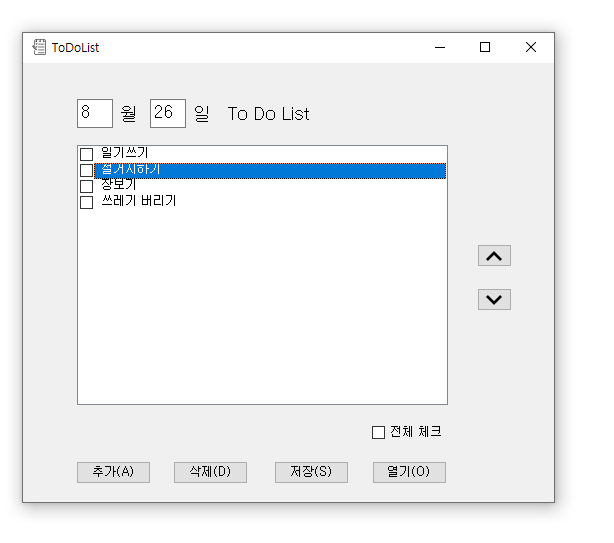 ToDoList
8 월 26 일 To Do List
일기쓰기
설거지하기
장보기
쓰레기 버리기
전체 체크
추가(A) 삭제(D) 저장(S) 열기(O)